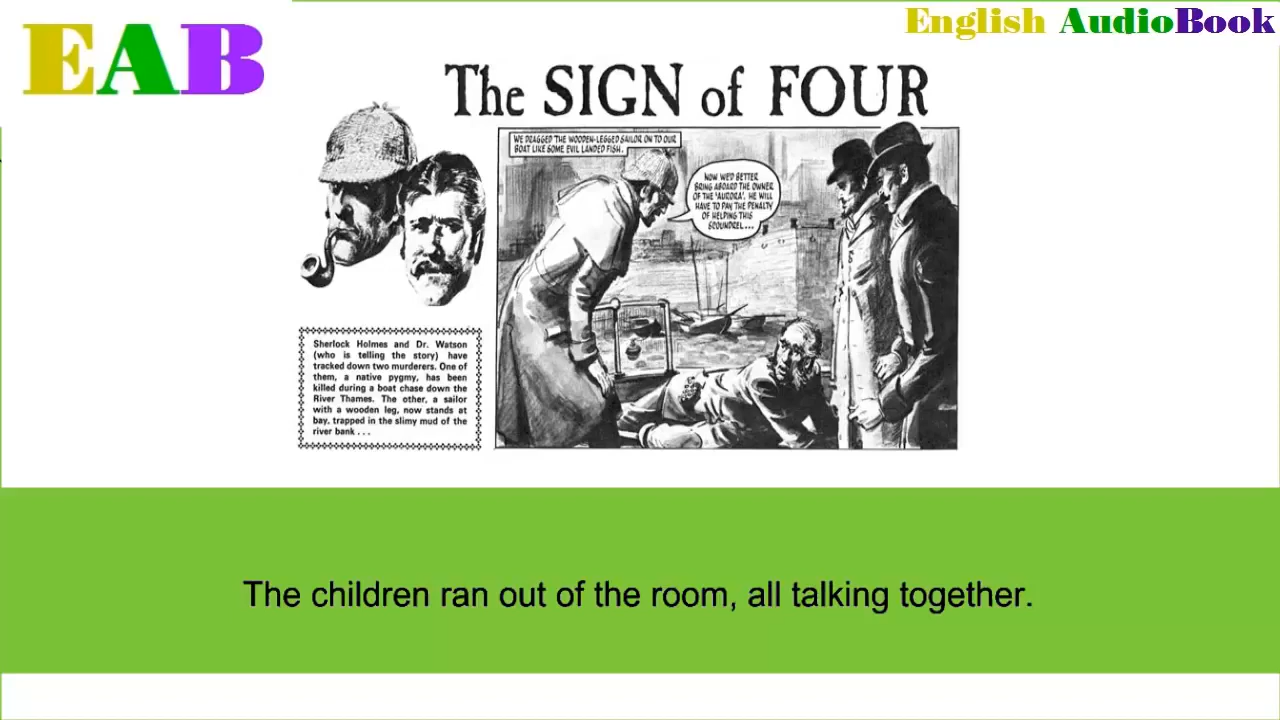 EAB
English AudioBook
The SIGN of FOUR
WE DRAGGED THE WOODEN-LEGGED SAILOR ON TO OUR
BOAT LIKE SOME EVIL LANDED FISH.
NOW WE'D BETTER
BRING ABOARD THE OWNER
OF THE 'AURORA'. HE WILL
HAVE TO PAY THE PENALTY
OF HELPING THIS
SCOUNDREL...
Sherlock Holmes and Dr. Watson
(who is telling the story) have
tracked down two murderers. One of
them, a native pygmy, has been
killed during a boat chase down the
River Thames. The other, a sailor
with a wooden leg, now stands at
bay, trapped in the slimy mud of the
river bank . . .
The children ran out of the room, all talking together.